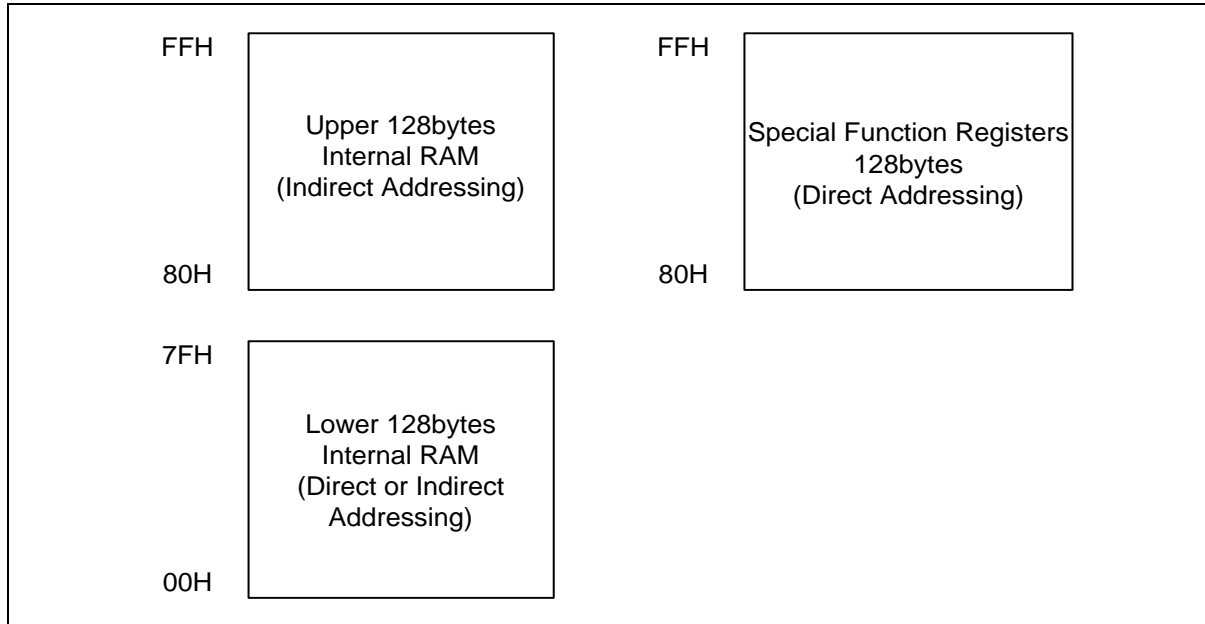 FFH
Upper 128bytes
Internal RAM
(Indirect Addressing)
80H
FFH
Special Function Registers
128bytes
(Direct Addressing)
80H
7FH
Lower 128bytes
Internal RAM
(Direct or Indirect
Addressing)
00H